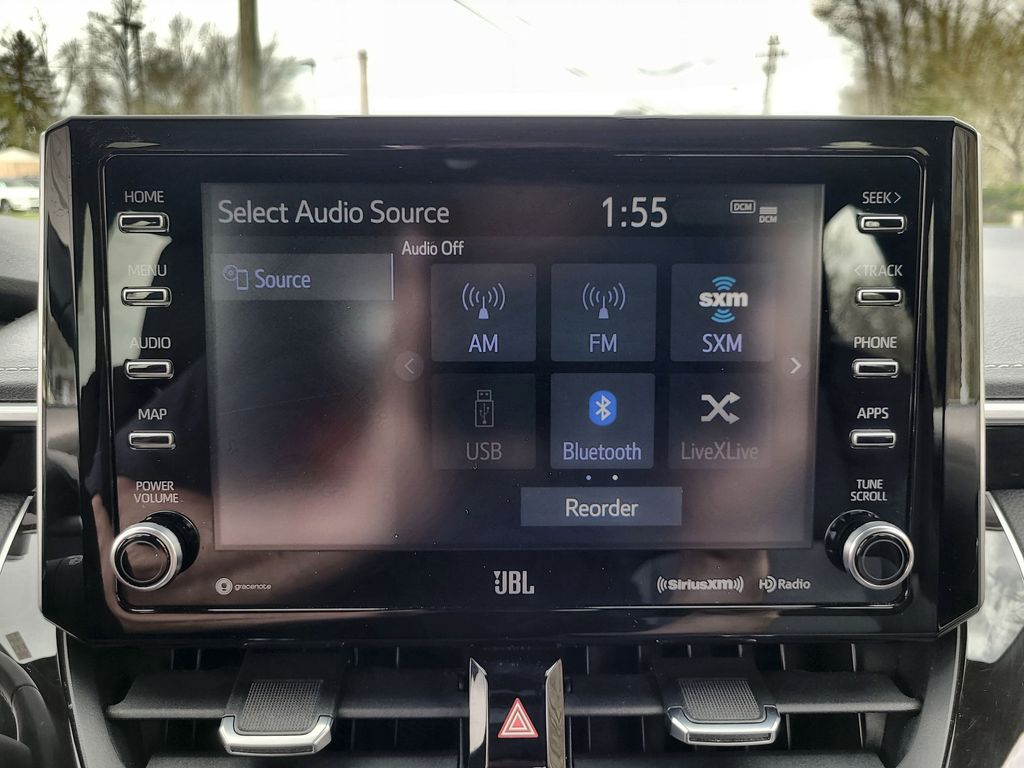 HOME
MENU
AUDIO
MAP
POWER
VOLUME
Select Audio Source
1:55
DCM
DCM
Audio Off
Source
AM
FM
sxm
SXM
USB
Bluetooth
LiveXLive
Reorder
SEEK>
<TRACK
PHONE
APPS
TUNE
SCROLL
gracenote
JBL
SiriusXM
HD Radio